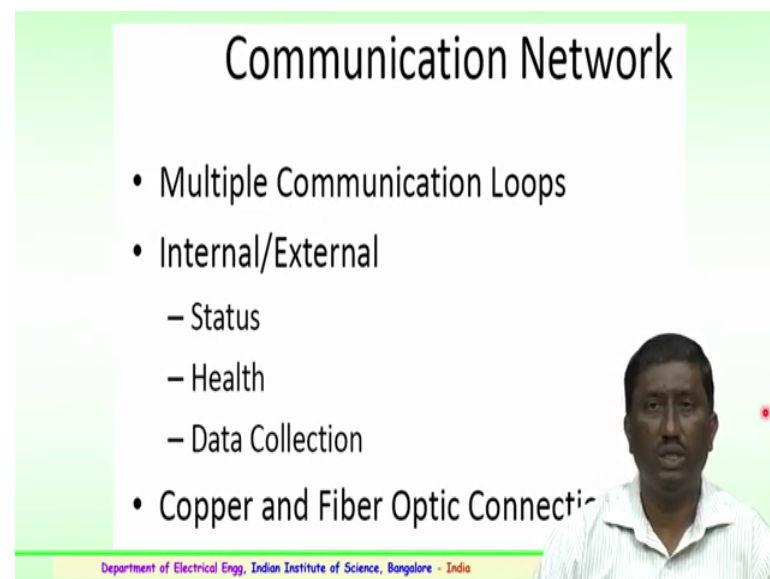 Communication Network
• Multiple Communication Loops
• Internal/External
– Status
– Health
– Data Collection
• Copper and Fiber Optic
Department of Electrical Engg, Indian Institute of Science, Bangalore - India